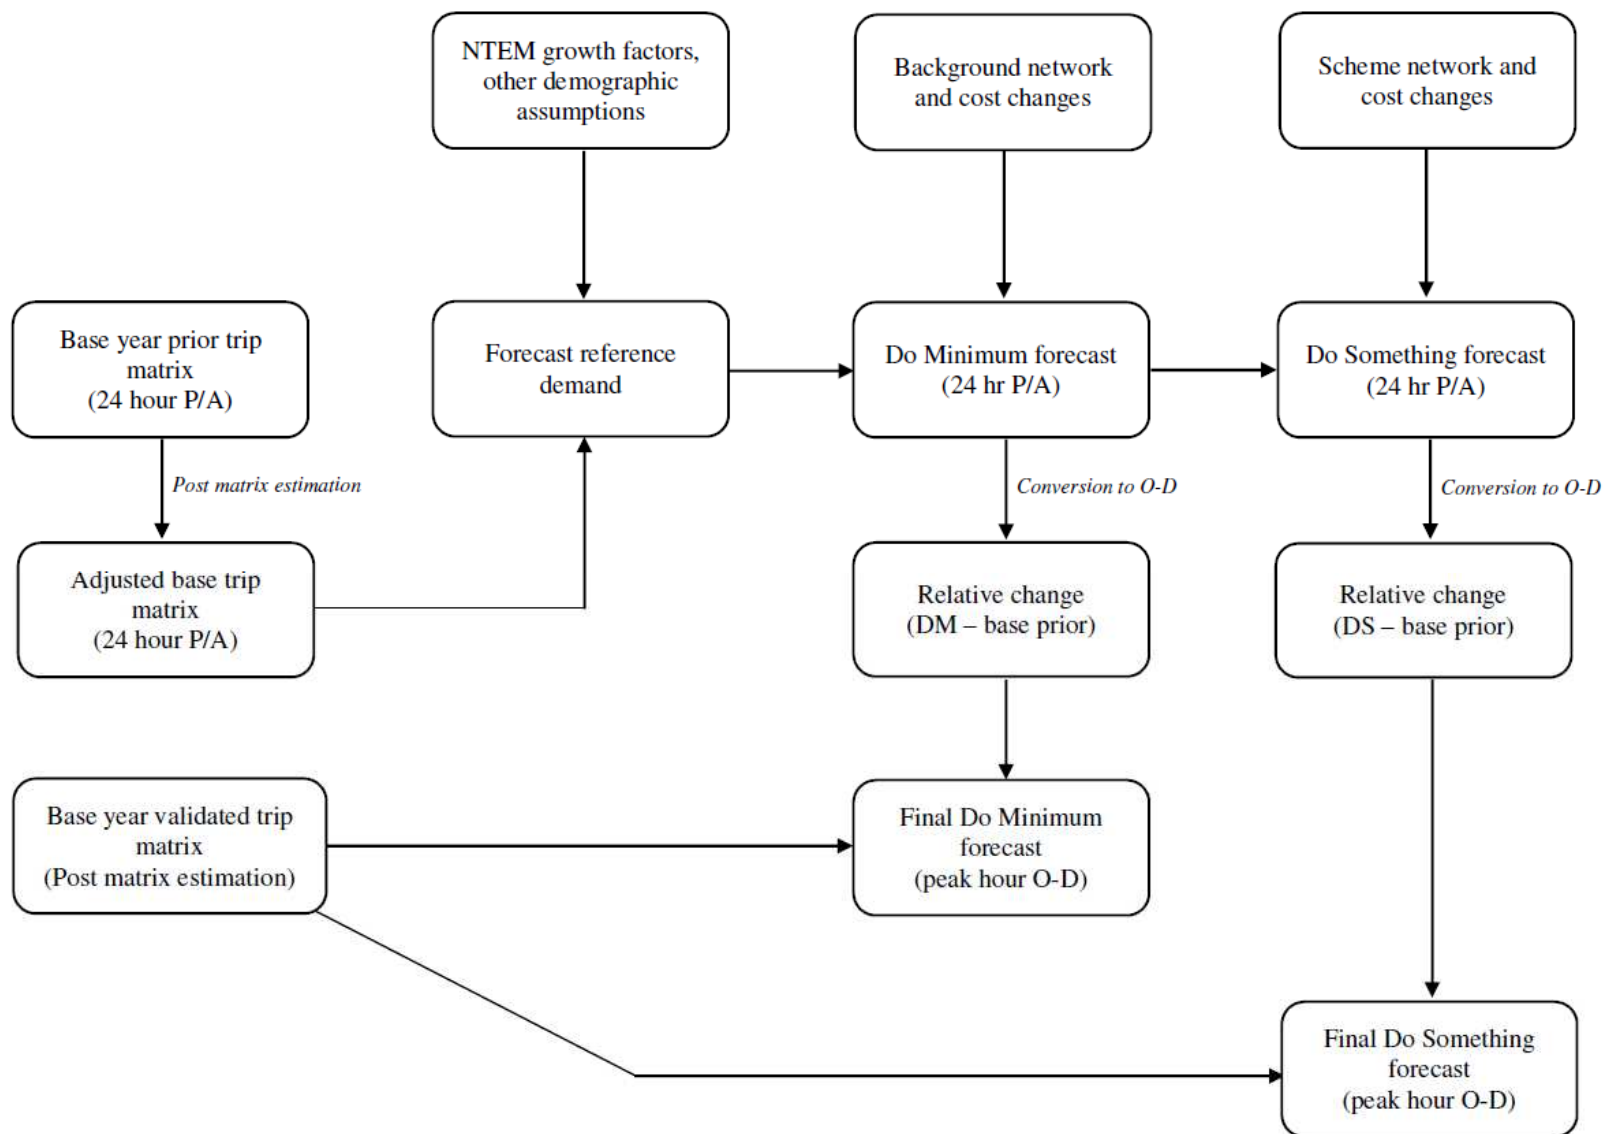 NTEM growth factors,
other demographic
assumptions
Background network
and cost changes
Scheme network and
cost changes
Base year prior trip
matrix
(24 hour P/A)
Forecast reference
demand
Do Minimum forecast
(24 hr P/A)
Do Something forecast
(24 hr P/A)
Post matrix estimation
Conversion to O-D
Conversion to O-D
Adjusted base trip
matrix
(24 hour P/A)
Relative change
(DM – base prior)
Relative change
(DS – base prior)
Base year validated trip
matrix
(Post matrix estimation)
Final Do Minimum
forecast
(peak hour O-D)
Final Do Something
forecast
(peak hour O-D)